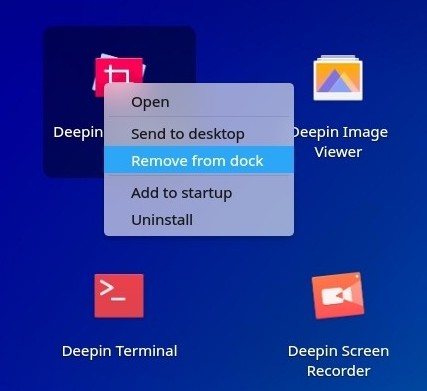 Open
Deepin
Send to desktop
Deepin Image
Viewer
Remove from dock
Add to startup
Uninstall
Deepin Terminal
Deepin Screen
Recorder